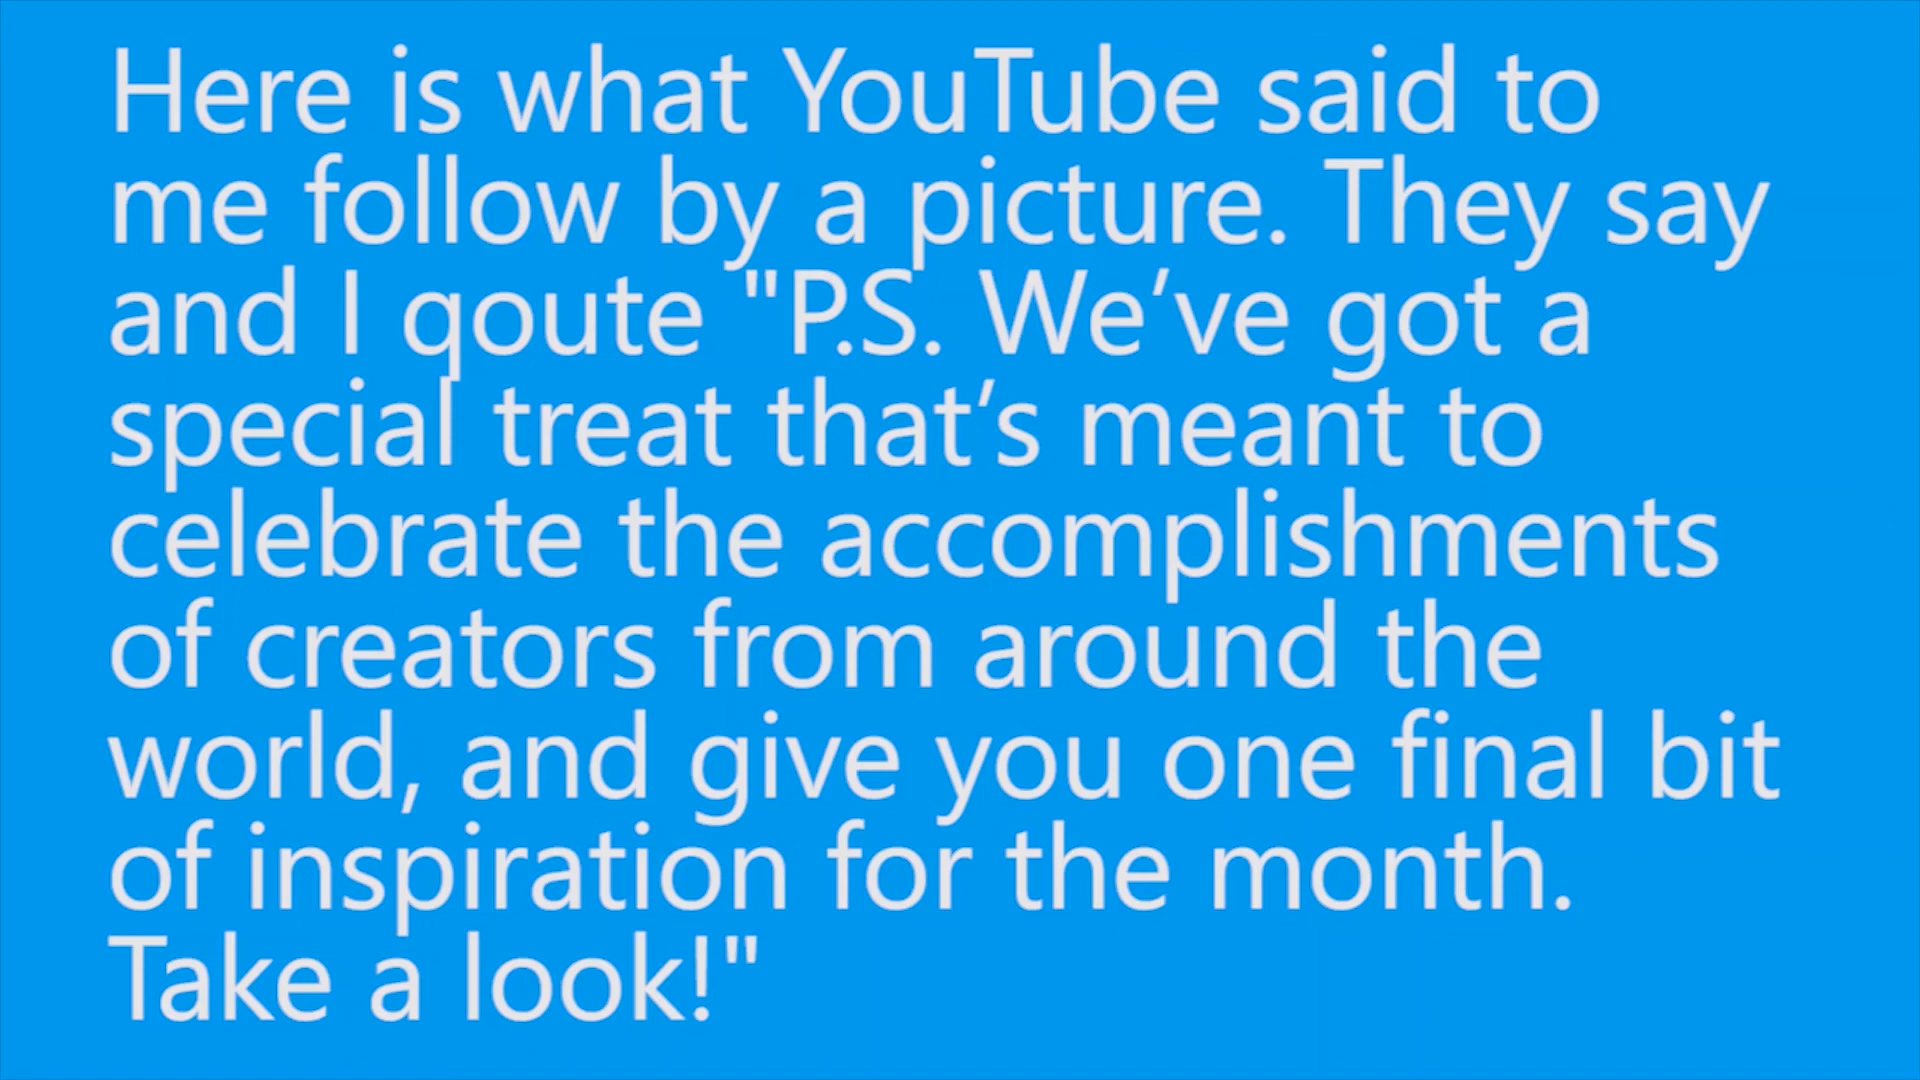 Here is what YouTube said to
me follow by a picture. They say
and I qoute "P.S. We’ve got a
special treat that’s meant to
celebrate the accomplishments
of creators from around the
world, and give you one final bit
of inspiration for the month.
Take a look!"